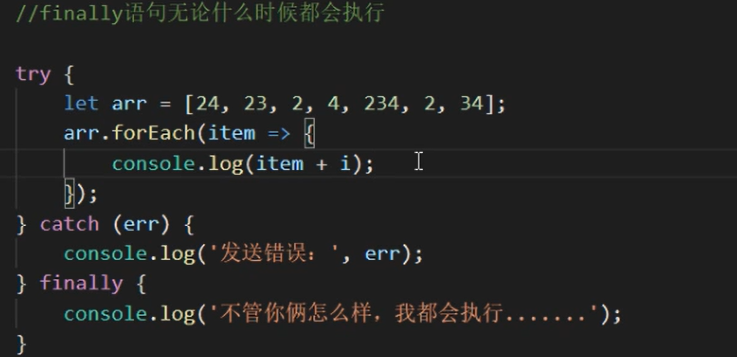 //finally语句无论什么时候都会执行
try {
let arr = [24, 23, 2, 4, 234, 2, 34];
arr.forEach(item => {
console.log(item + i);
});
} catch (err) {
console.log('发送错误：', err);
} finally {
console.log('不管你俩怎么样，我都会执行.......');
}